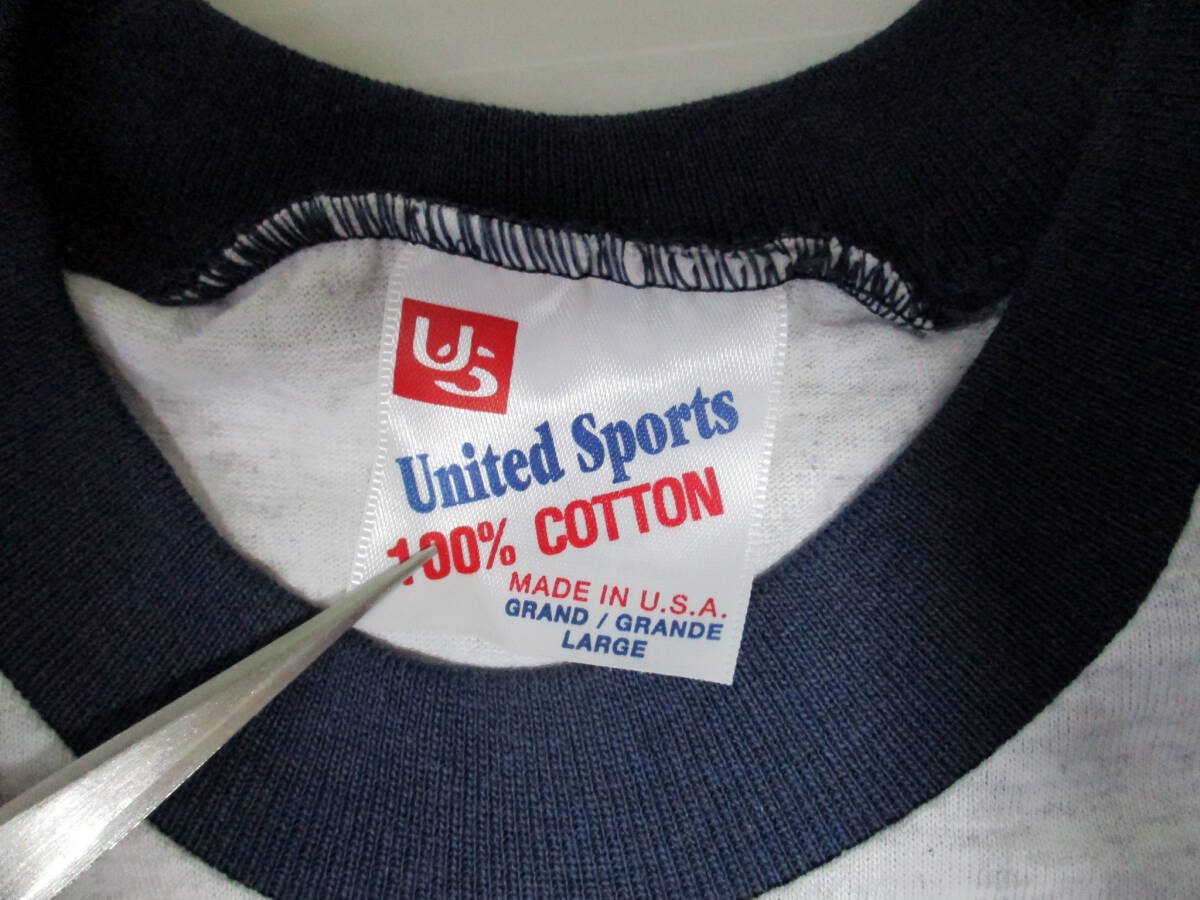 US
United Sports
100% COTTON
MADE IN U.S.A.
GRAND / GRANDE
LARGE